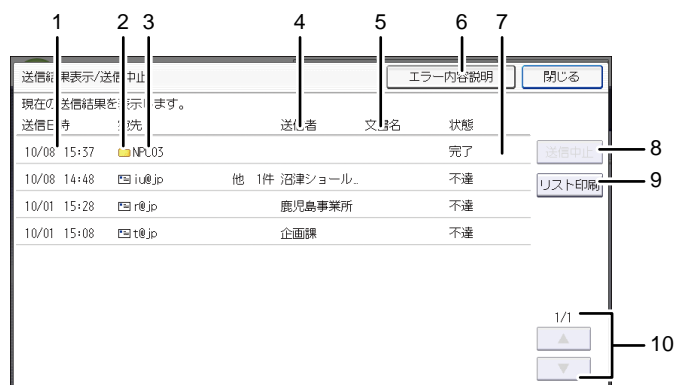 1 2 3 4 5 6 7
送信結果表示/送信中止 エラー内容説明 閉じる
現在の送信結果を表示します。
送信日時 宛先 送信者 文書名 状態
10/08 15:37 NPC03 完了 送信中止 8
10/08 14:48 iu@jp 他 1件 沼津ショール.. 不達 リスト印刷 9
10/01 15:28 r@jp 鹿児島事業所 不達
10/01 15:08 t@jp 企画課 不達
1/1
▲ 10
▼